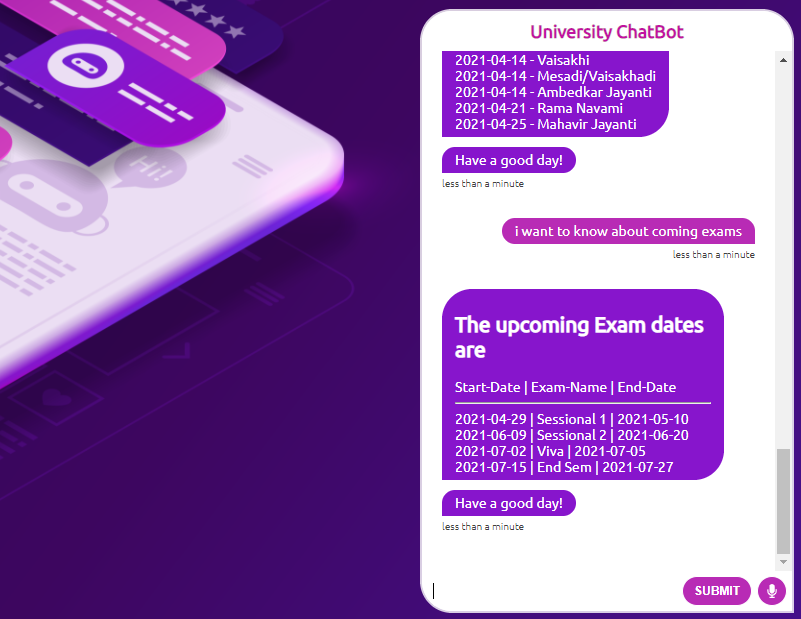 Hi!
University ChatBot
2021-04-14 - Vaisakhi
2021-04-14 - Mesadi/Vaisakhadi
2021-04-14 - Ambedkar Jayanti
2021-04-21 - Rama Navami
2021-04-25 - Mahavir Jayanti
Have a good day!
less than a minute
i want to know about coming exams
less than a minute
The upcoming Exam dates
are
Start-Date | Exam-Name | End-Date
2021-04-29 | Sessional 1 | 2021-05-10
2021-06-09 | Sessional 2 | 2021-06-20
2021-07-02 | Viva | 2021-07-05
2021-07-15 | End Sem | 2021-07-27
Have a good day!
less than a minute
SUBMIT